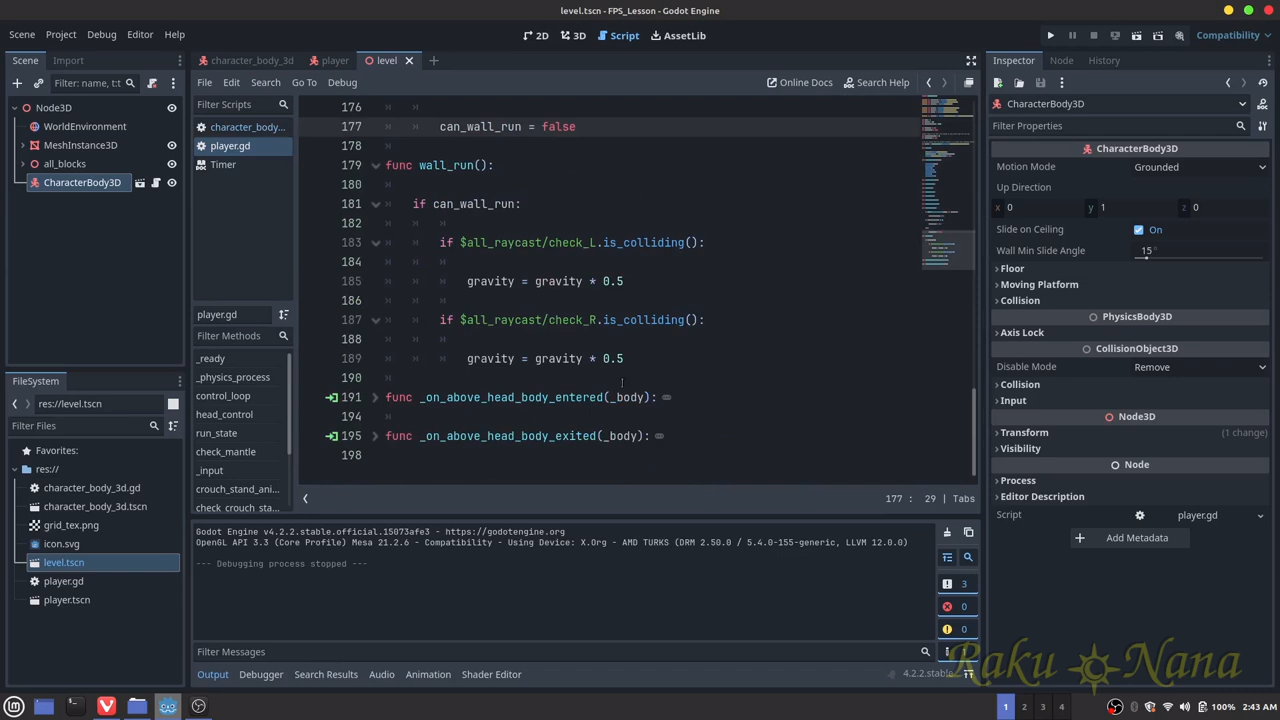 level.tscn - FPS_Lesson - Godot Engine
Scene Project Debug Editor Help
2D 3D Script AssetLib
Compatibility
Scene Import
Filter: name, t:t
Node3D
WorldEnvironment
MeshInstance3D
all_blocks
CharacterBody3D
FileSystem
res://level.tscn
Filter Files
Favorites:
res://
character_body_3d.gd
character_body_3d.tscn
grid_tex.png
icon.svg
level.tscn
player.gd
player.tscn
character_body_3d player level
File Edit Search Go To Debug
Online Docs Search Help
Filter Scripts
character_body...
Timer
player.gd
Filter Methods
_ready
_physics_process
control_loop
head_control
run_state
check_mantle
_input
crouch_stand_ani...
check_crouch_sta...
176
177 can_wall_run = false
178
179 func wall_run():
180
181 if can_wall_run:
182
183 if $all_raycast/check_L.is_colliding():
184
185 gravity = gravity * 0.5
186
187 if $all_raycast/check_R.is_colliding():
188
189 gravity = gravity * 0.5
190
191 func _on_above_head_body_entered(_body):
194
195 func _on_above_head_body_exited(_body):
198
177 : 29 | Tabs
Godot Engine v4.2.2.stable.official.15073afe3 - https://godotengine.org
OpenGL API 3.3 (Core Profile) Mesa 21.2.6 - Compatibility - Using Device: X.Org - AMD TURKS (DRM 2.50.0 / 5.4.0-155-generic, LLVM 12.0.0)
--- Debugging process stopped ---
3
0
0
Filter Messages
Output Debugger Search Results Audio Animation Shader Editor
4.2.2.stable
Inspector Node History
CharacterBody3D
Filter Properties
CharacterBody3D
Motion Mode Grounded
Up Direction
x 0 y 1 z 0
Slide on Ceiling On
Wall Min Slide Angle 15 °
Floor
Moving Platform
Collision
PhysicsBody3D
Axis Lock
CollisionObject3D
Disable Mode Remove
Collision
Input
Node3D
Transform (1 change)
Visibility
Node
Process
Editor Description
Script player.gd
Add Metadata
Raku Nana
1 2 3 4
100% 2:43 AM